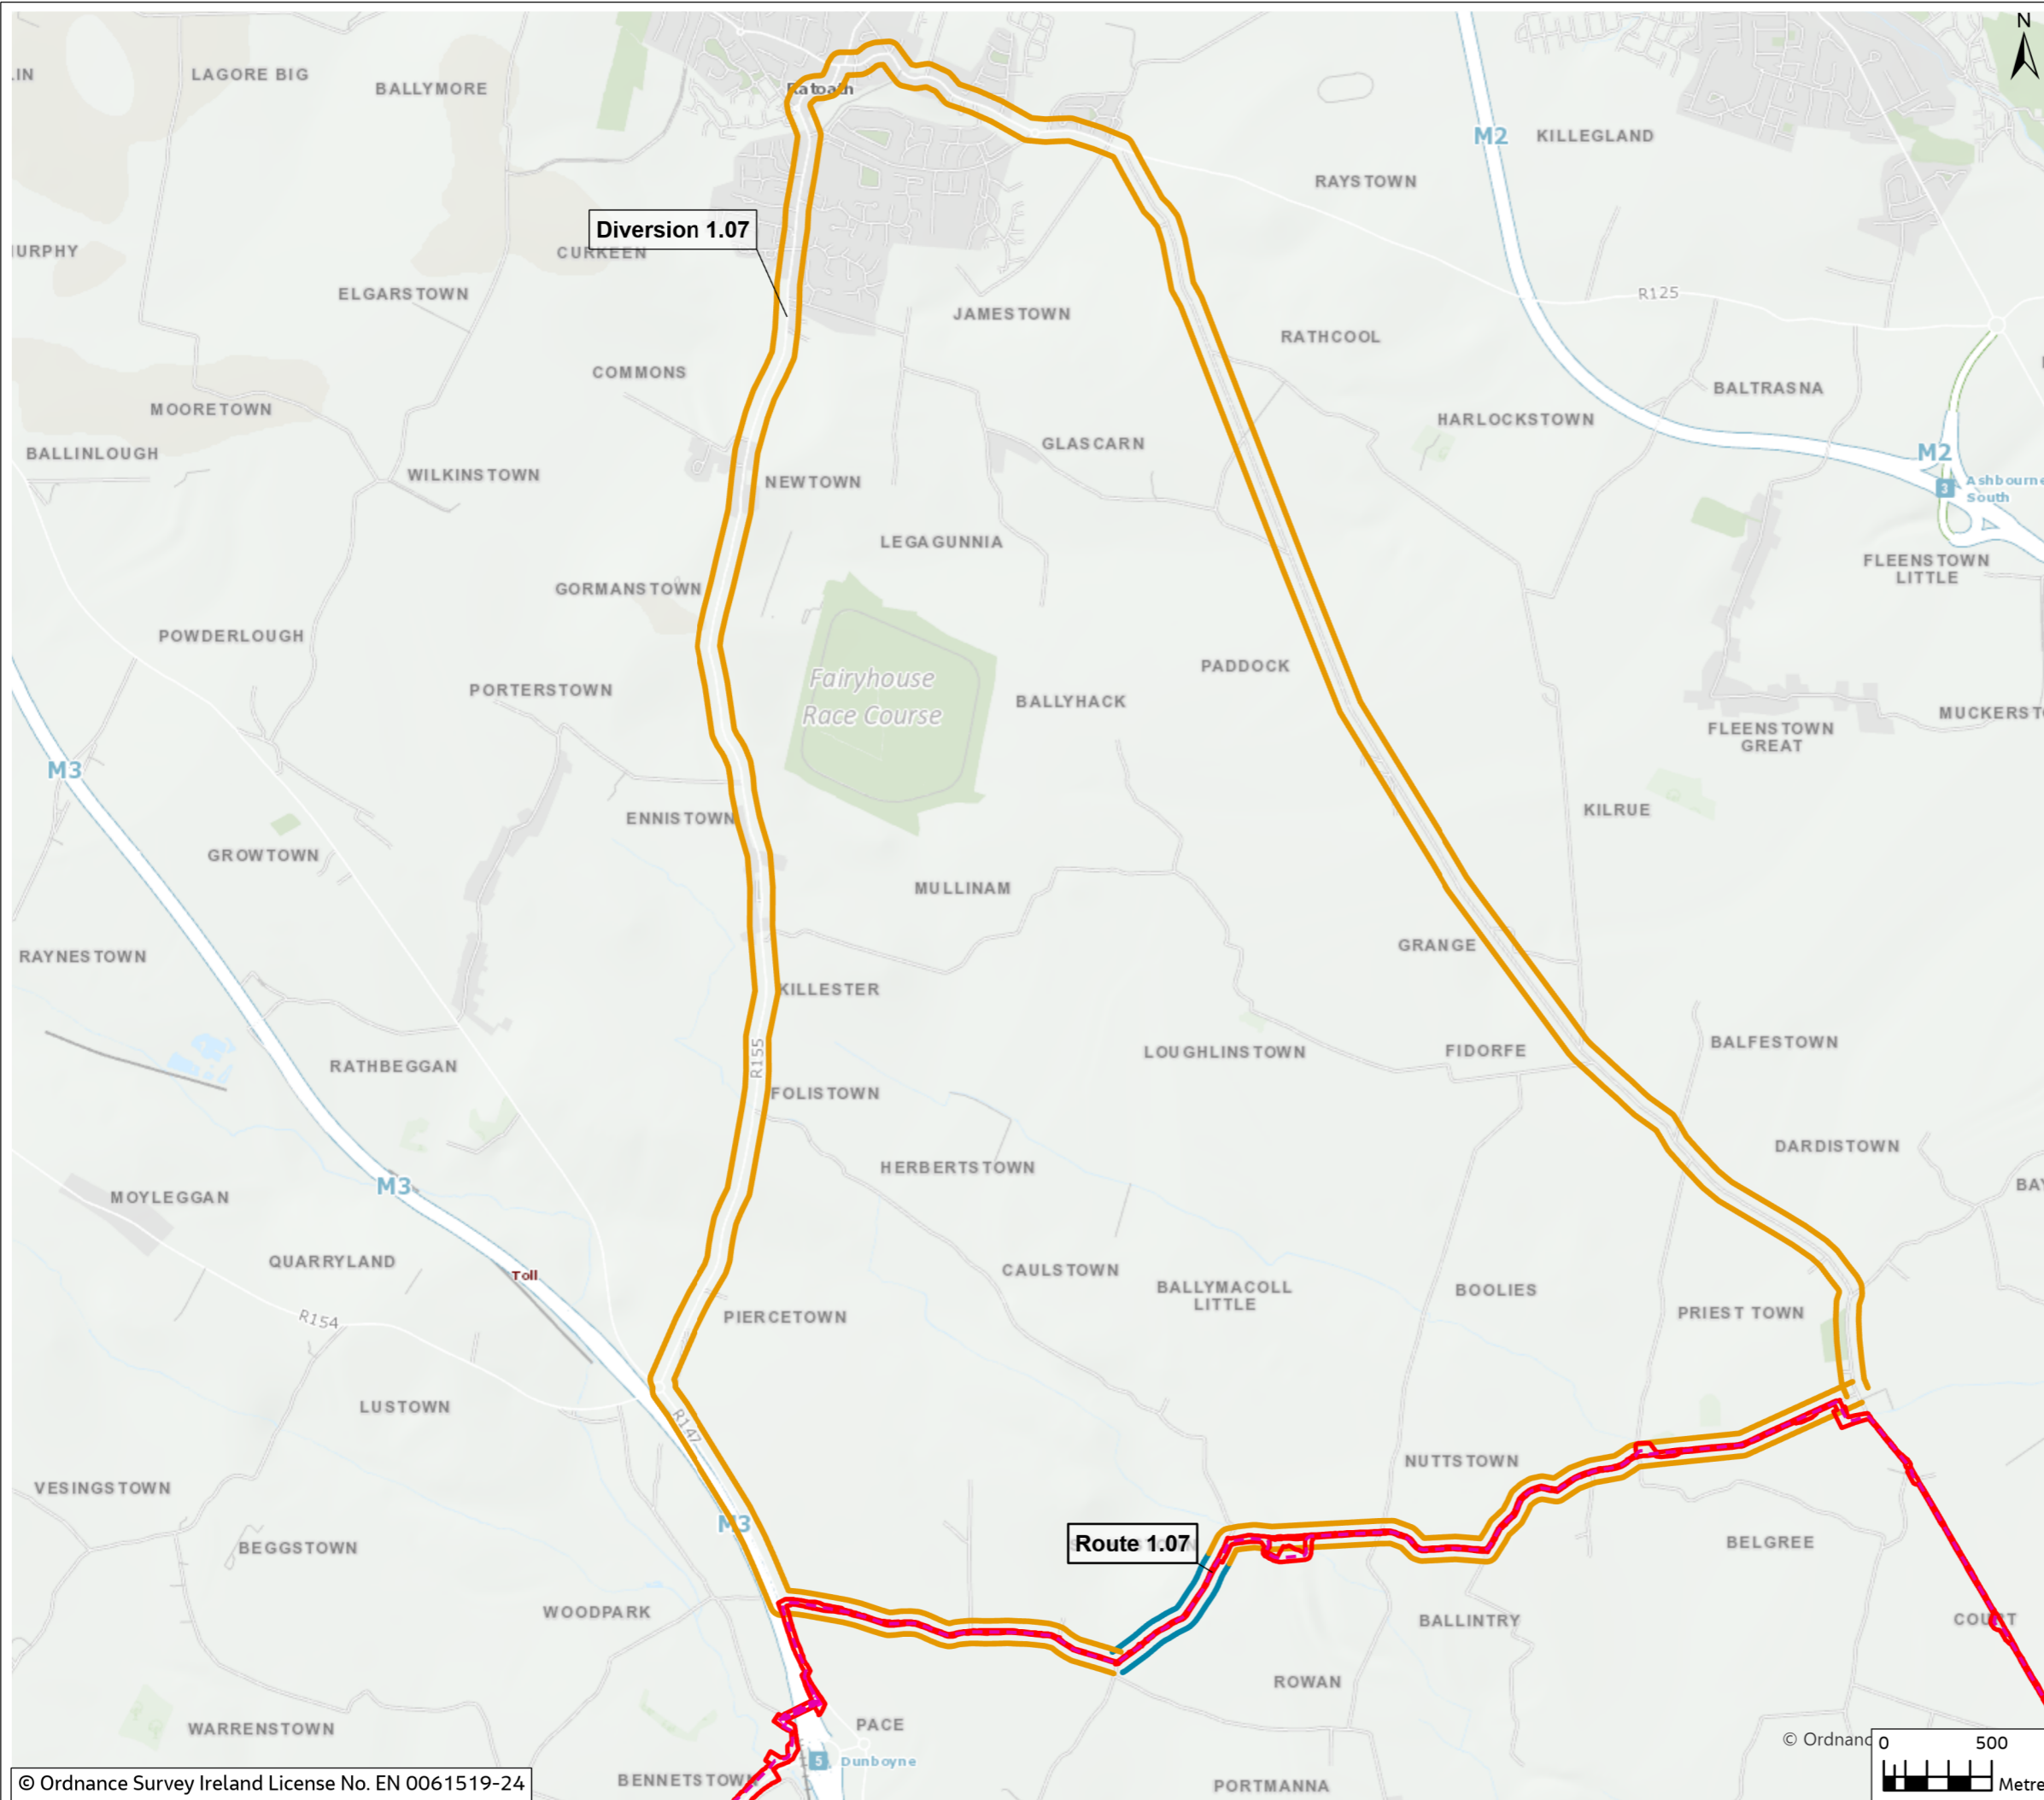 N
LAGORE BIG
BALLYMORE
Ratoath
M2
KILLEGLAND
RAYSTOWN
Diversion 1.07
CURKEEN
ELGARSTOWN
R125
JAMESTOWN
RATHCOOL
COMMONS
BALTRASNA
MOORETOWN
HARLOCKSTOWN
BALLINLOUGH
GLASCARN
M2
WILKINSTOWN
NEWTOWN
3
Ashbourne
South
LEGAGUNNIA
FLEENSTOWN
LITTLE
GORMANSTOWN
POWDERLOUGH
PADDOCK
Fairyhouse
Race Course
PORTERSTOWN
BALLYHACK
FLEENSTOWN
GREAT
M3
KILRUE
ENNISTOWN
GROWTOWN
MULLINAM
GRANGE
RAYNESTOWN
KILLESTER
BALFESTOWN
LOUGHLINSTOWN
FIDORFE
R155
RATHBEGGAN
FOLISTOWN
DARDISTOWN
HERBERTSTOWN
M3
MOYLEGGAN
QUARRYLAND
Toll
CAULSTOWN
BALLYMACOLL
LITTLE
BOOLIES
R154
PIERCETOWN
PRIEST TOWN
LUSTOWN
R147
NUTTSTOWN
VESINGSTOWN
M3
BEGGSTOWN
Route 1.07
BELGREE
WOODPARK
BALLINTRY
COURT
ROWAN
WARRENSTOWN
PACE
5
Dunboyne
BENNETSTOWN
PORTMANNA
© Ordnanc
0 500
Metre
© Ordnance Survey Ireland License No. EN 0061519-24